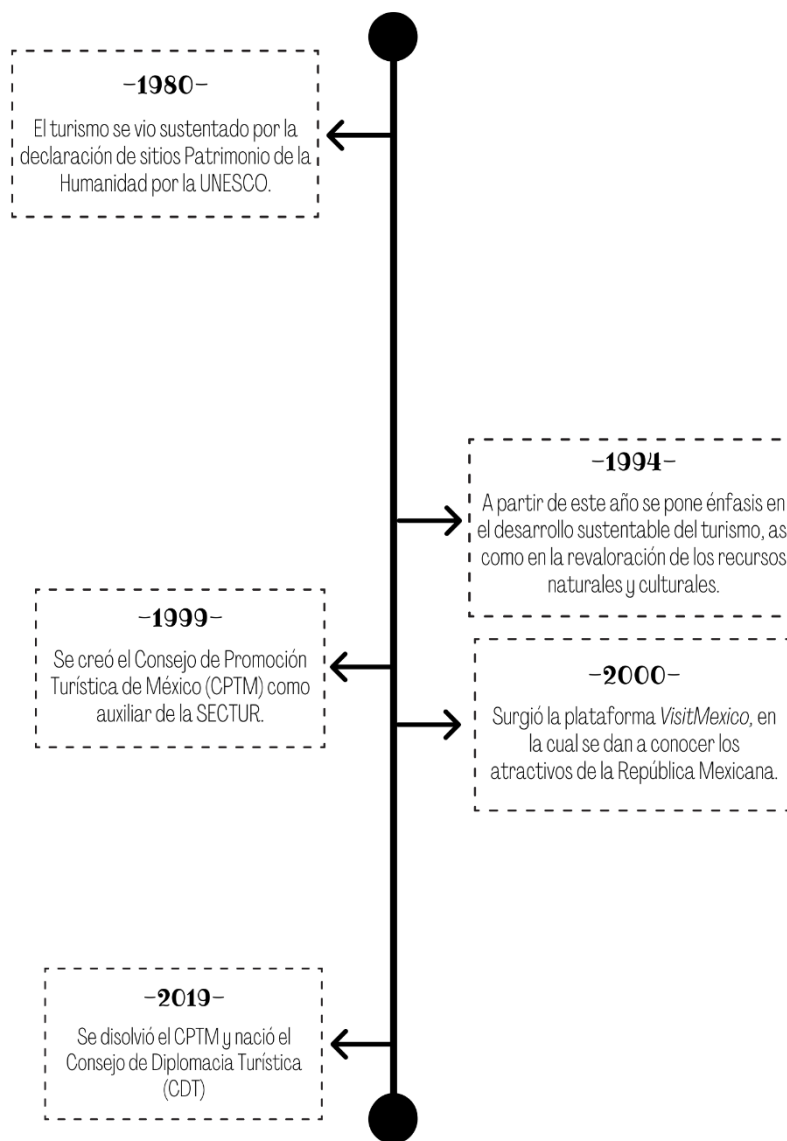 -1980-
El turismo se vio sustentado por la
declaración de sitios Patrimonio de la
Humanidad por la UNESCO.
-1994-
A partir de este año se pone énfasis en
el desarrollo sustentable del turismo, as
como en la revaloración de los recursos
naturales y culturales.
-1999-
Se creó el Consejo de Promoción
Turística de México (CPTM) como
auxiliar de la SECTUR.
-2000-
Surgió la plataforma VisitMexico, en
la cual se dan a conocer los
atractivos de la República Mexicana.
-2019-
Se disolvió el CPTM y nació el
Consejo de Diplomacia Turística
(CDT)